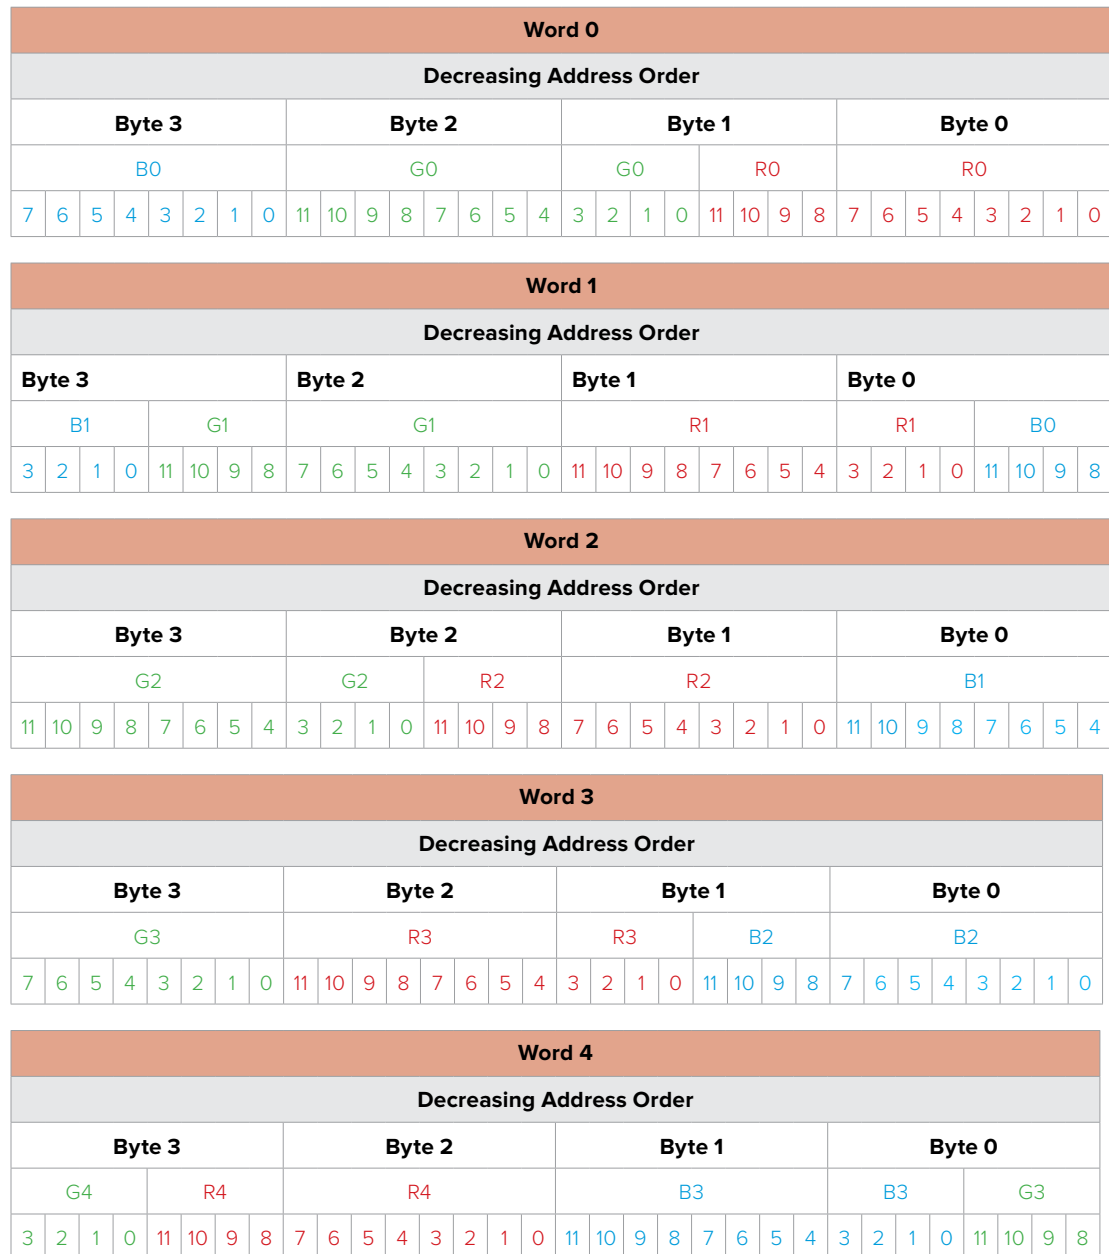 Word 0
Decreasing Address Order
Byte 3 Byte 2 Byte 1 Byte 0
B0 G0 G0 R0 R0
7 6 5 4 3 2 1 0 11 10 9 8 7 6 5 4 3 2 1 0 11 10 9 8 7 6 5 4 3 2 1 0
Word 1
Decreasing Address Order
Byte 3 Byte 2 Byte 1 Byte 0
B1 G1 G1 R1 R1 B0
3 2 1 0 11 10 9 8 7 6 5 4 3 2 1 0 11 10 9 8 7 6 5 4 3 2 1 0 11 10 9 8
Word 2
Decreasing Address Order
Byte 3 Byte 2 Byte 1 Byte 0
G2 G2 R2 R2 B1
11 10 9 8 7 6 5 4 3 2 1 0 11 10 9 8 7 6 5 4 3 2 1 0 11 10 9 8 7 6 5 4
Word 3
Decreasing Address Order
Byte 3 Byte 2 Byte 1 Byte 0
G3 R3 R3 B2 B2
7 6 5 4 3 2 1 0 11 10 9 8 7 6 5 4 3 2 1 0 11 10 9 8 7 6 5 4 3 2 1 0
Word 4
Decreasing Address Order
Byte 3 Byte 2 Byte 1 Byte 0
G4 R4 R4 B3 B3 G3
3 2 1 0 11 10 9 8 7 6 5 4 3 2 1 0 11 10 9 8 7 6 5 4 3 2 1 0 11 10 9 8